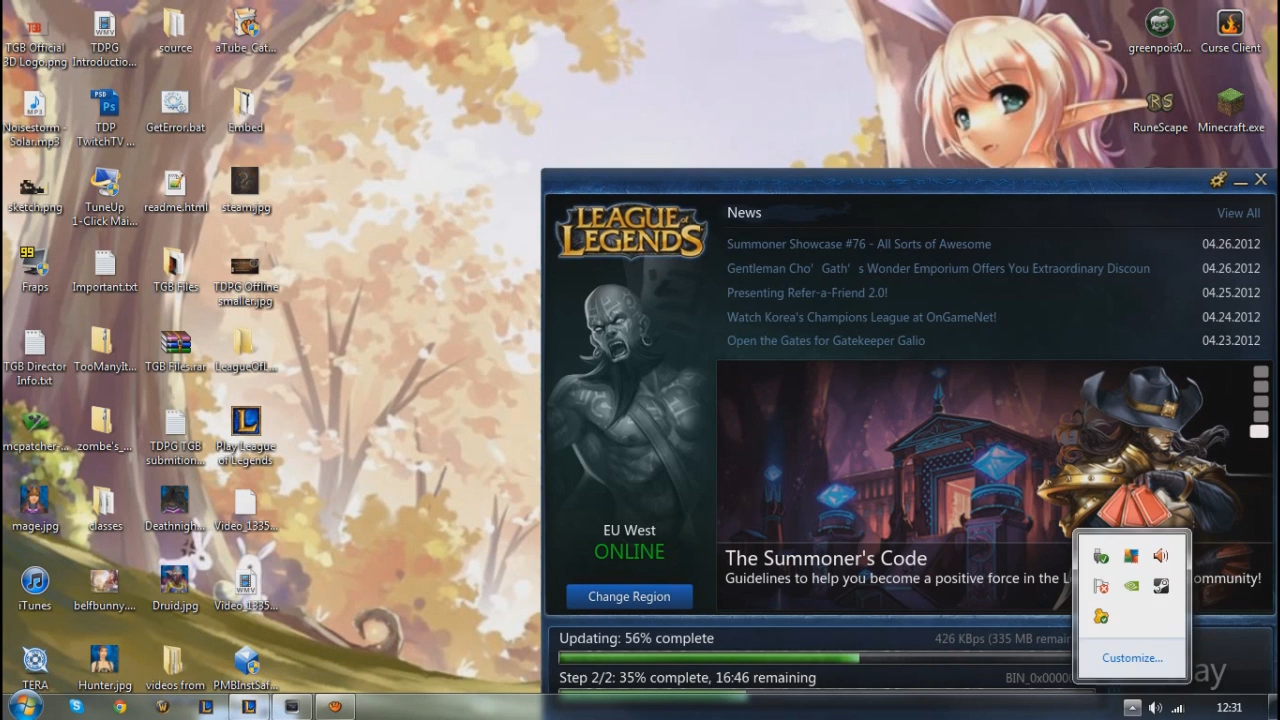 TGB Official
3D Logo.png
TDPG
Introductio...
source
aTube_Cat...
greenpois0...
Curse Client
Noisestorm -
Solar.mp3
TDP
TwitchTV ...
GetError.bat
Embed
RuneScape
Minecraft.exe
sketch.png
TuneUp
1-Click Mai...
readme.html
steam.jpg
99
Fraps
Important.txt
TGB Files
TDPG Offline
smaller.jpg
TGB Director
Info.txt
TooManyIt...
TGB Files.rar
LeagueOfL...
mcpatcher-...
zombe's_...
TDPG TGB
submition...
Play League
of Legends
mage.jpg
classes
Deathnigh...
Video_1335...
iTunes
belfbunny....
Druid.jpg
Video_1335...
TERA
Hunter.jpg
videos from
PMBInstSaf...
LEAGUE of
LEGENDS
News
View All
Summoner Showcase #76 - All Sorts of Awesome
04.26.2012
Gentleman Cho' Gath' s Wonder Emporium Offers You Extraordinary Discoun
04.26.2012
Presenting Refer-a-Friend 2.0!
04.25.2012
Watch Korea's Champions League at OnGameNet!
04.24.2012
Open the Gates for Gatekeeper Galio
04.23.2012
EU West
ONLINE
Change Region
The Summoner's Code
Guidelines to help you become a positive force in the L
ommunity!
Updating: 56% complete
426 KBps (335 MB remain
Step 2/2: 35% complete, 16:46 remaining
BIN_0x0000
Customize...
ay
12:31